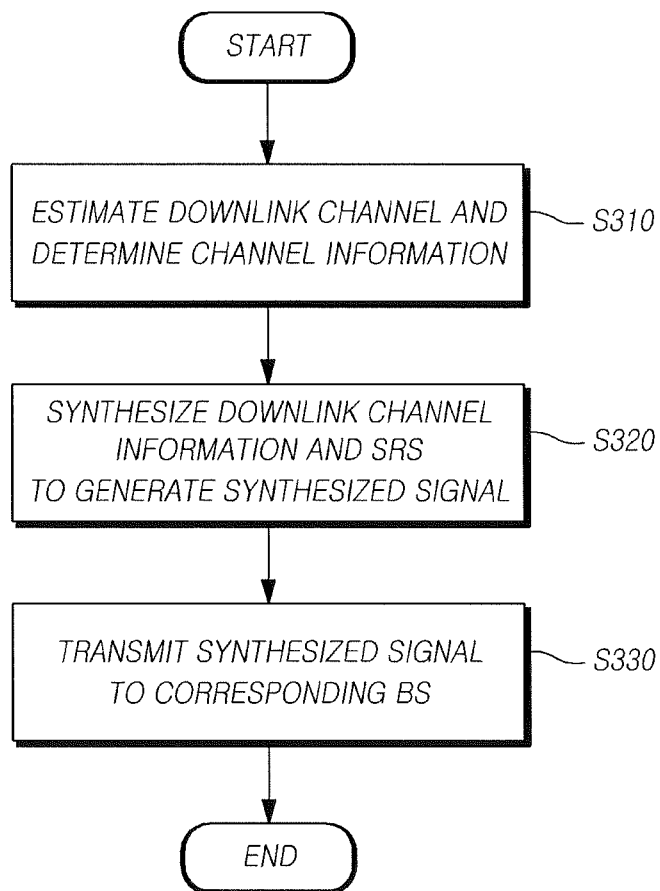 START
ESTIMATE DOWNLINK CHANNEL AND
DETERMINE CHANNEL INFORMATION
S310
SYNTHESIZE DOWNLINK CHANNEL
INFORMATION AND SRS
TO GENERATE SYNTHESIZED SIGNAL
S320
TRANSMIT SYNTHESIZED SIGNAL
TO CORRESPONDING BS
S330
END